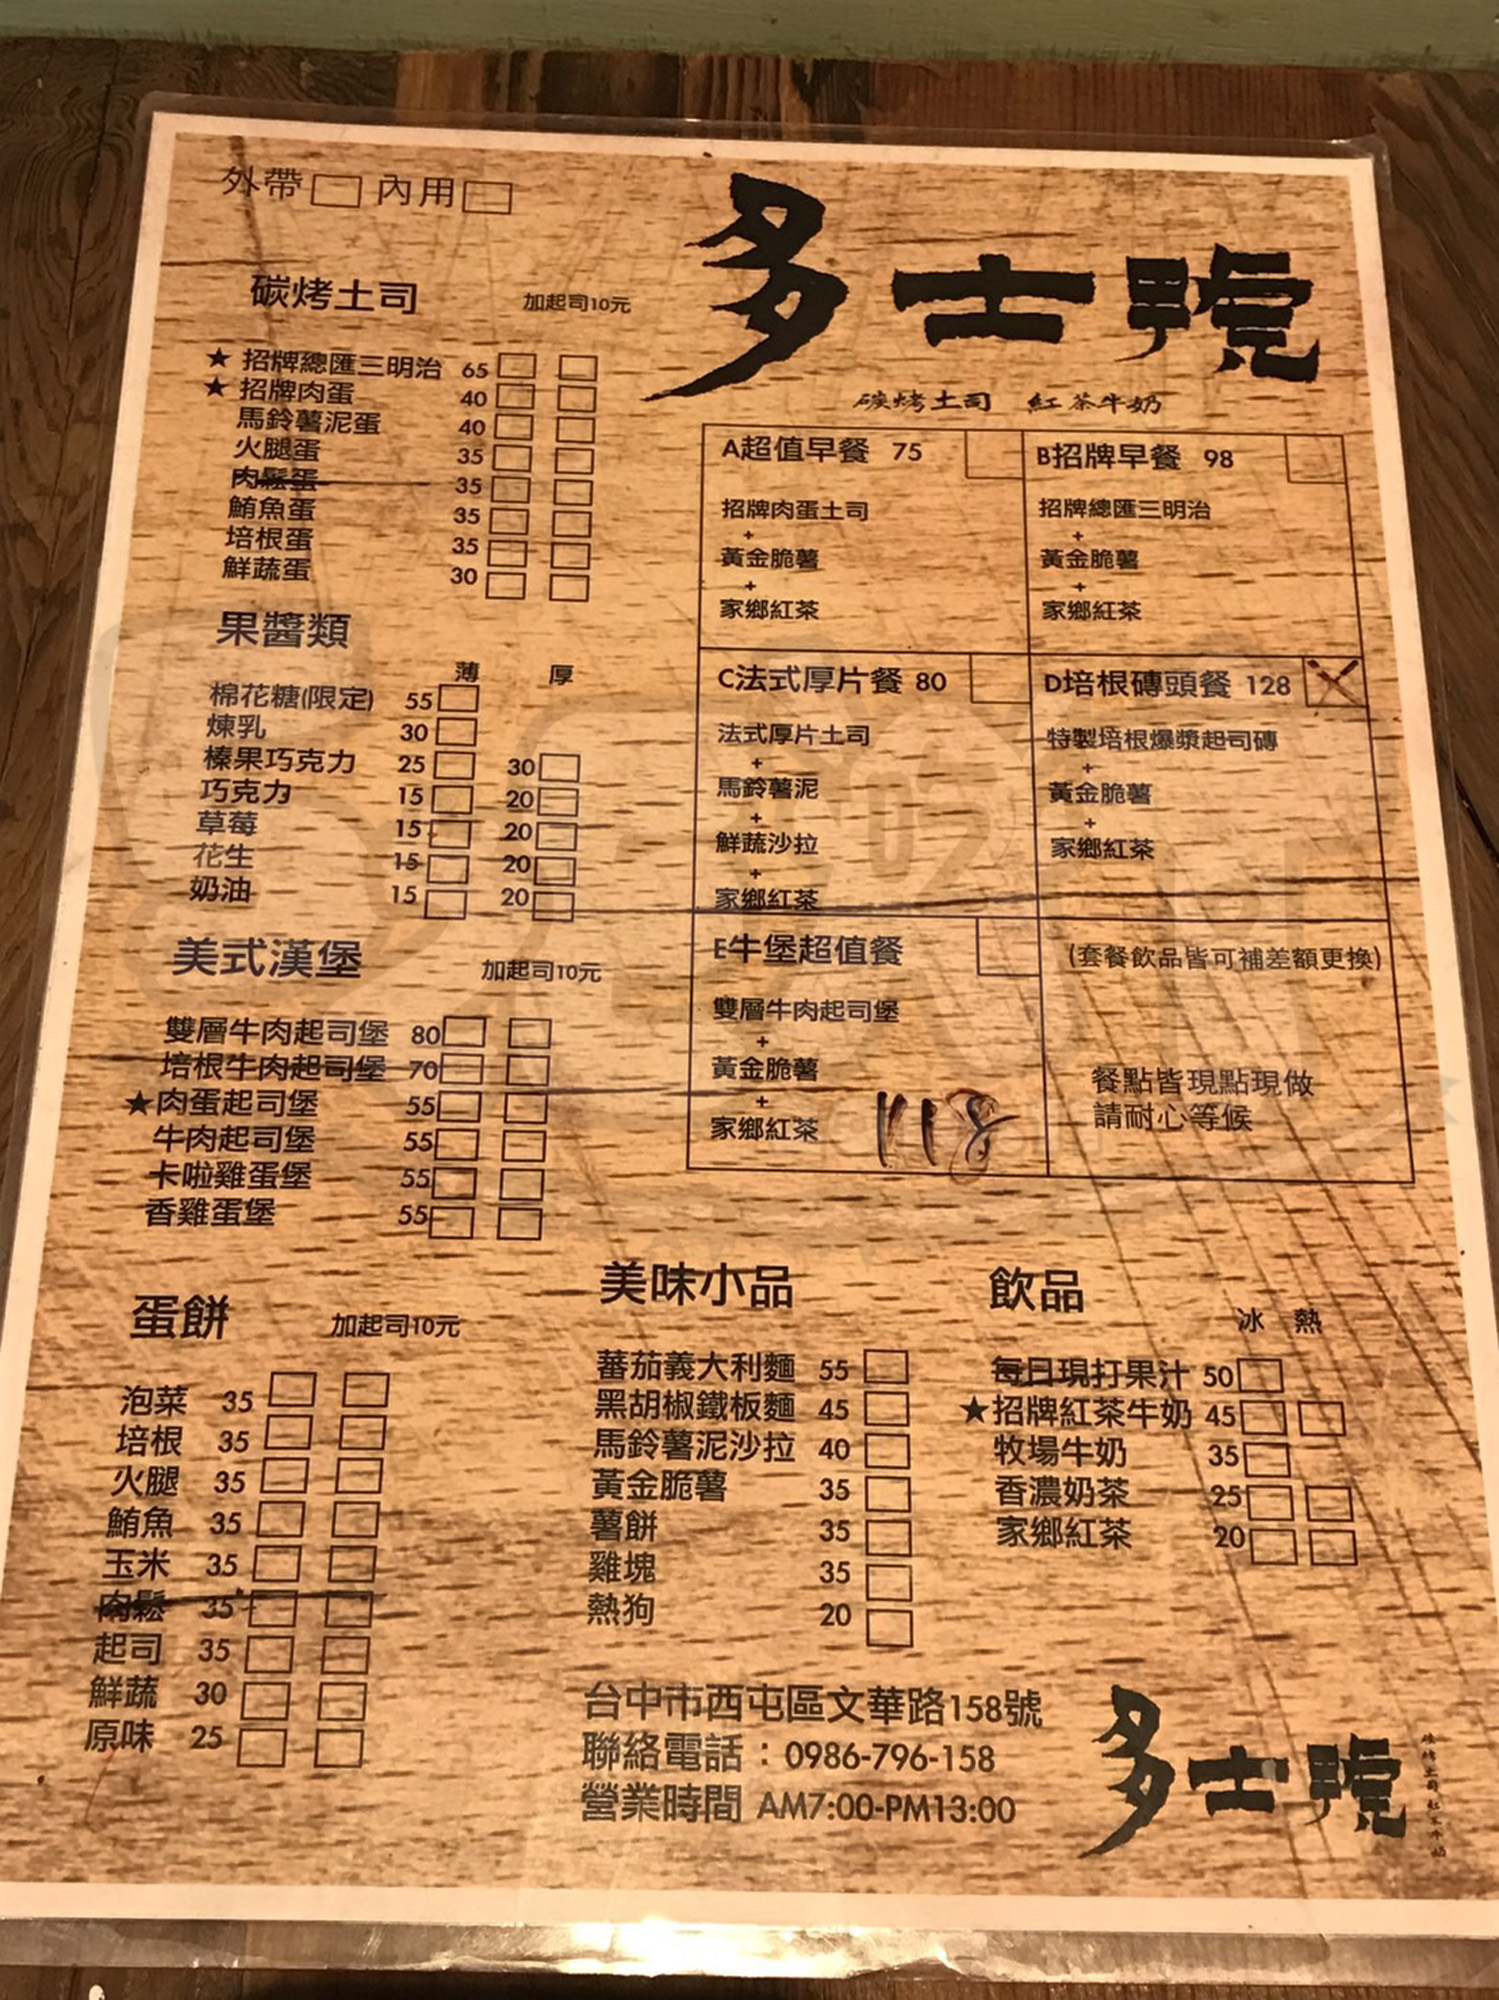 外帶 內用
多士號
碳烤土司 紅茶牛奶
碳烤土司 加起司10元
★ 招牌總匯三明治 65
★ 招牌肉蛋 40
馬鈴薯泥蛋 40
火腿蛋 35
肉鬆蛋 35
鮪魚蛋 35
培根蛋 35
鮮蔬蛋 30
果醬類
薄 厚
棉花糖(限定) 55
煉乳 30
榛果巧克力 25 30
巧克力 15 20
草莓 15 20
花生 15 20
奶油 15 20
美式漢堡 加起司10元
雙層牛肉起司堡 80
培根牛肉起司堡 70
★肉蛋起司堡 55
牛肉起司堡 55
卡啦雞蛋堡 55
香雞蛋堡 55
蛋餅 加起司10元
泡菜 35
培根 35
火腿 35
鮪魚 35
玉米 35
肉鬆 35
起司 35
鮮蔬 30
原味 25
A超值早餐 75
招牌肉蛋土司
+
黃金脆薯
+
家鄉紅茶
B招牌早餐 98
招牌總匯三明治
+
黃金脆薯
+
家鄉紅茶
C法式厚片餐 80
法式厚片土司
+
馬鈴薯泥
+
鮮蔬沙拉
+
家鄉紅茶
D培根磚頭餐 128
特製培根爆漿起司磚
+
黃金脆薯
+
家鄉紅茶
E牛堡超值餐
雙層牛肉起司堡
+
黃金脆薯
+
家鄉紅茶
118
(套餐飲品皆可補差額更換)
餐點皆現點現做
請耐心等候
美味小品
蕃茄義大利麵 55
黑胡椒鐵板麵 45
馬鈴薯泥沙拉 40
黃金脆薯 35
薯餅 35
雞塊 35
熱狗 20
飲品
冰 熱
每日現打果汁 50
★招牌紅茶牛奶 45
牧場牛奶 35
香濃奶茶 25
家鄉紅茶 20
台中市西屯區文華路158號
聯絡電話：0986-796-158
營業時間 AM7:00-PM13:00
多士號
碳烤土司 紅茶牛奶